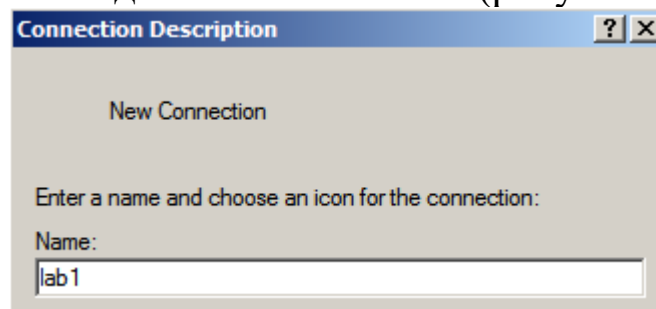 Connection Description
New Connection
Enter a name and choose an icon for the connection:
Name:
lab1